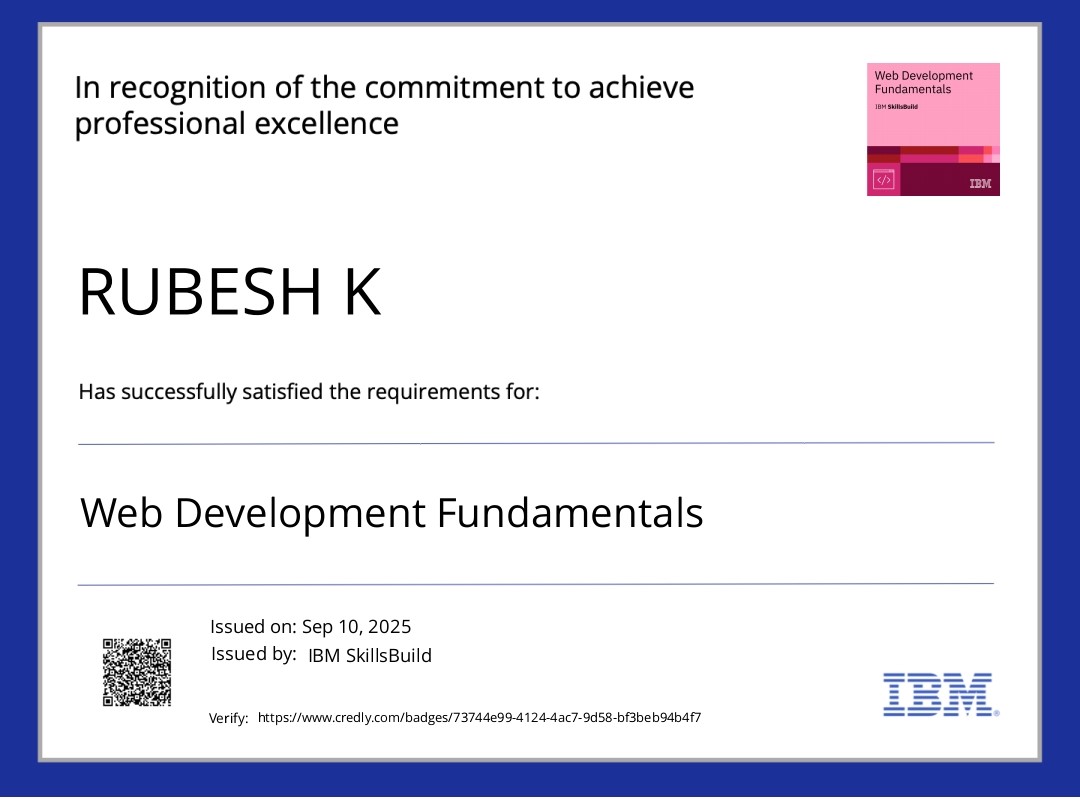 In recognition of the commitment to achieve
professional excellence
Web Development
Fundamentals
IBM SkillsBuild
</>
IBM
RUBESH K
Has successfully satisfied the requirements for:
Web Development Fundamentals
Issued on: Sep 10, 2025
Issued by: IBM SkillsBuild
Verify: https://www.credly.com/badges/73744e99-4124-4ac7-9d58-bf3beb94b4f7
IBM®